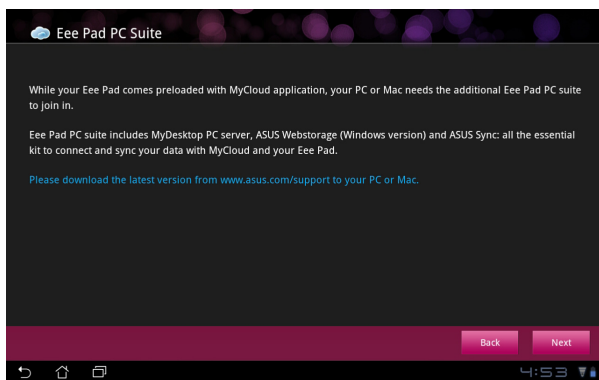 Eee Pad PC Suite
While your Eee Pad comes preloaded with MyCloud application, your PC or Mac needs the additional Eee Pad PC suite
to join in.
Eee Pad PC suite includes MyDesktop PC server, ASUS Webstorage (Windows version) and ASUS Sync: all the essential
kit to connect and sync your data with MyCloud and your Eee Pad.
Please download the latest version from www.asus.com/support to your PC or Mac.
Back Next
4:53